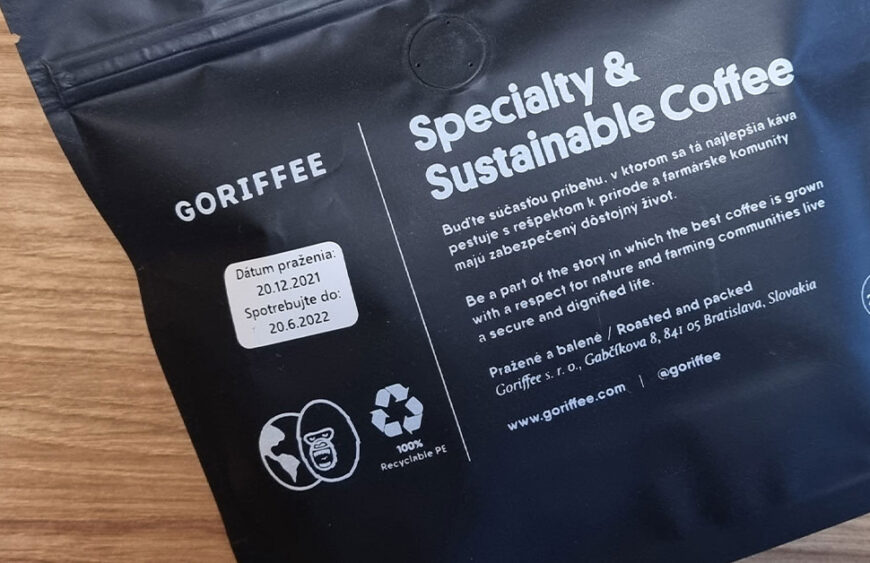 GORIFFEE
Dátum praženia:
20.12.2021
Spotrebujte do:
20.6.2022
100%
Recyclable PE
Specialty &
Sustainable Coffee
Buďte súčasťou príbehu, v ktorom sa tá najlepšia káva
pestuje s rešpektom k prírode a farmárske komunity
majú zabezpečený dôstojný život.
Be a part of the story in which the best coffee is grown
with a respect for nature and farming communities live
a secure and dignified life.
Pražené a balené / Roasted and packed
Goriffee s. r. o., Gabčíkova 8, 841 05 Bratislava, Slovakia
www.goriffee.com | @goriffee